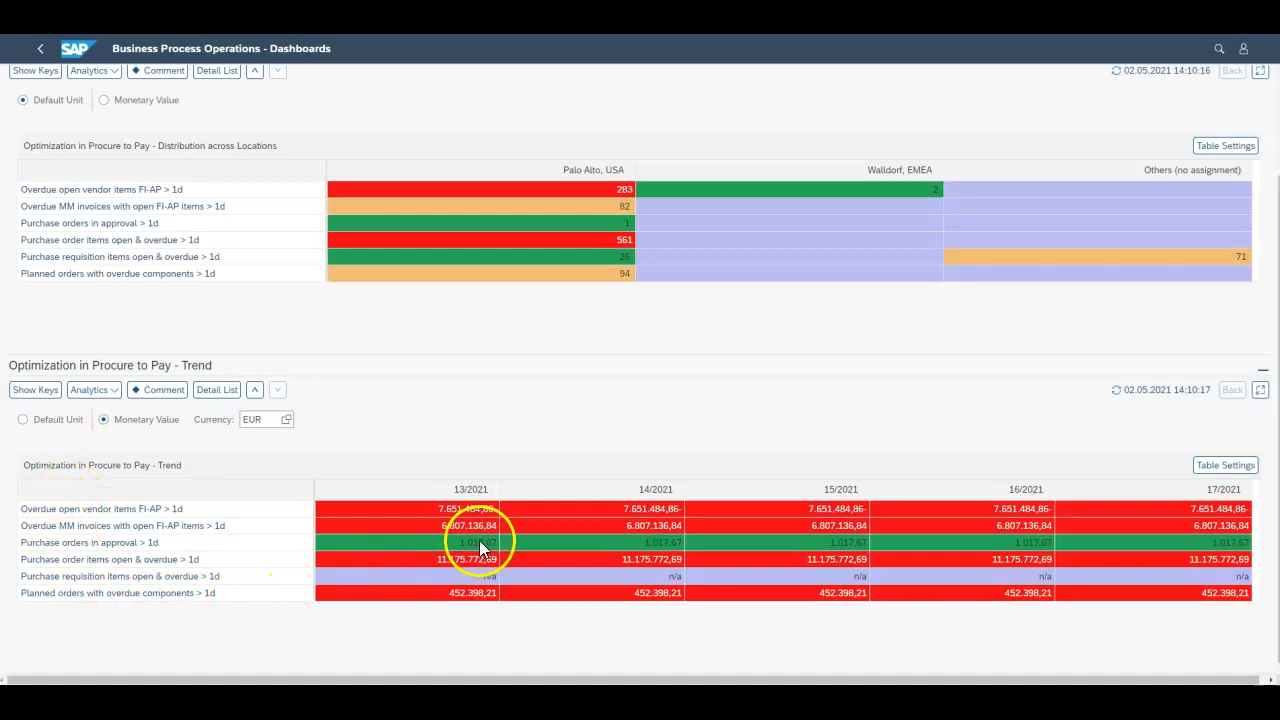 SAP Business Process Operations - Dashboards
Show Keys Analytics Comment Detail List 02.05.2021 14:10:16 Back
Default Unit Monetary Value
Optimization in Procure to Pay - Distribution across Locations Table Settings
Palo Alto, USA Walldorf, EMEA Others (no assignment)
Overdue open vendor items FI-AP > 1d 283 2
Overdue MM invoices with open FI-AP items > 1d 82
Purchase orders in approval > 1d 1
Purchase order items open & overdue > 1d 561
Purchase requisition items open & overdue > 1d 26 71
Planned orders with overdue components > 1d 94
Optimization in Procure to Pay - Trend
Show Keys Analytics Comment Detail List 02.05.2021 14:10:17 Back
Default Unit Monetary Value Currency: EUR
Optimization in Procure to Pay - Trend Table Settings
13/2021 14/2021 15/2021 16/2021 17/2021
Overdue open vendor items FI-AP > 1d 7.651.484,86- 7.651.484,86- 7.651.484,86- 7.651.484,86- 7.651.484,86-
Overdue MM invoices with open FI-AP items > 1d 6.807.136,84 6.807.136,84 6.807.136,84 6.807.136,84 6.807.136,84
Purchase orders in approval > 1d 1.017,67 1.017,67 1.017,67 1.017,67 1.017,67
Purchase order items open & overdue > 1d 11.175.772,69 11.175.772,69 11.175.772,69 11.175.772,69 11.175.772,69
Purchase requisition items open & overdue > 1d n/a n/a n/a n/a n/a
Planned orders with overdue components > 1d 452.398,21 452.398,21 452.398,21 452.398,21 452.398,21